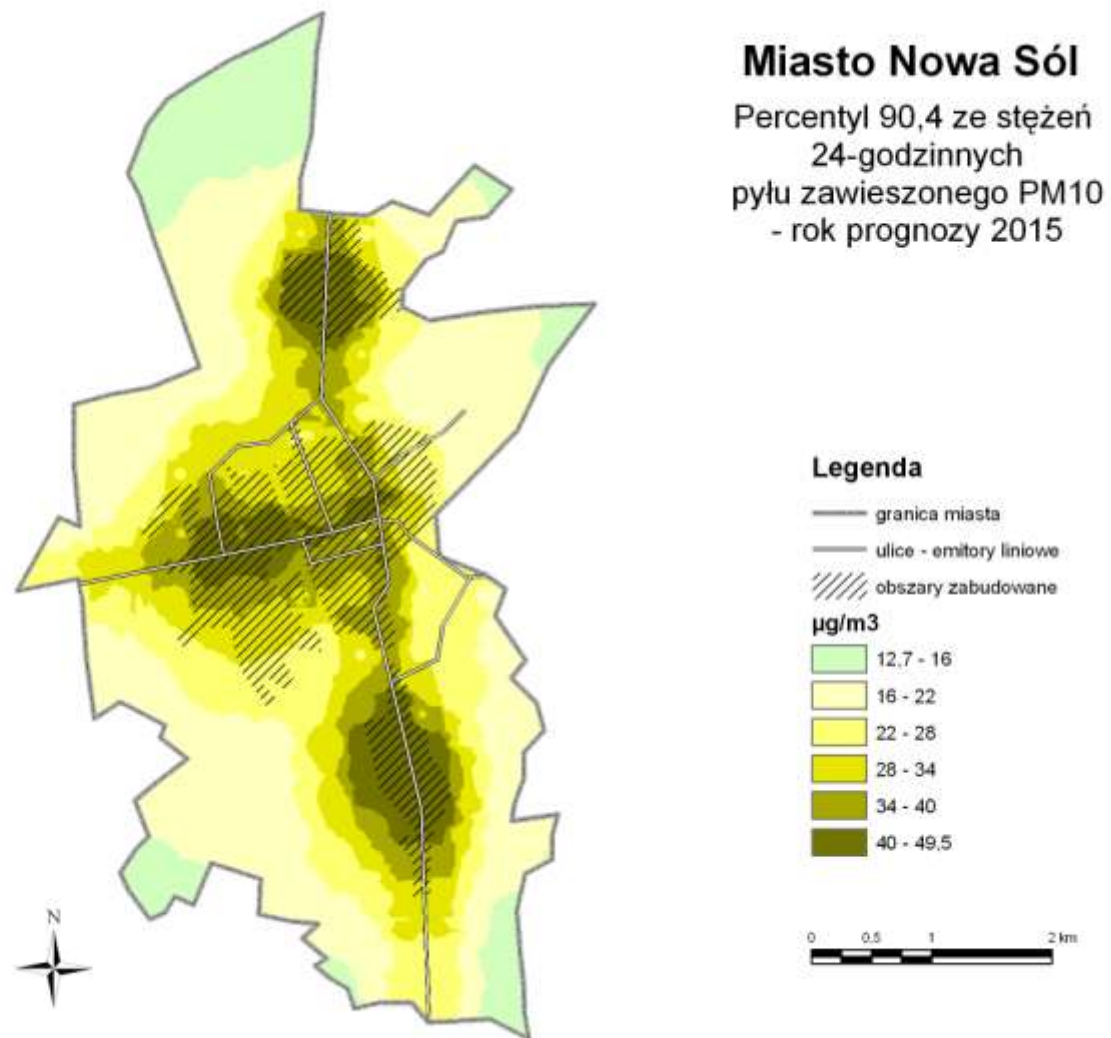 Miasto Nowa Sól
Percentyl 90,4 ze stężeń
24-godzinnych
pyłu zawieszonego PM10
- rok prognozy 2015
Legenda
granica miasta
ulice - emitory liniowe
obszary zabudowane
µg/m3
12,7 - 16
16 - 22
22 - 28
28 - 34
34 - 40
40 - 49,5
N
0 0,5 1 2 km